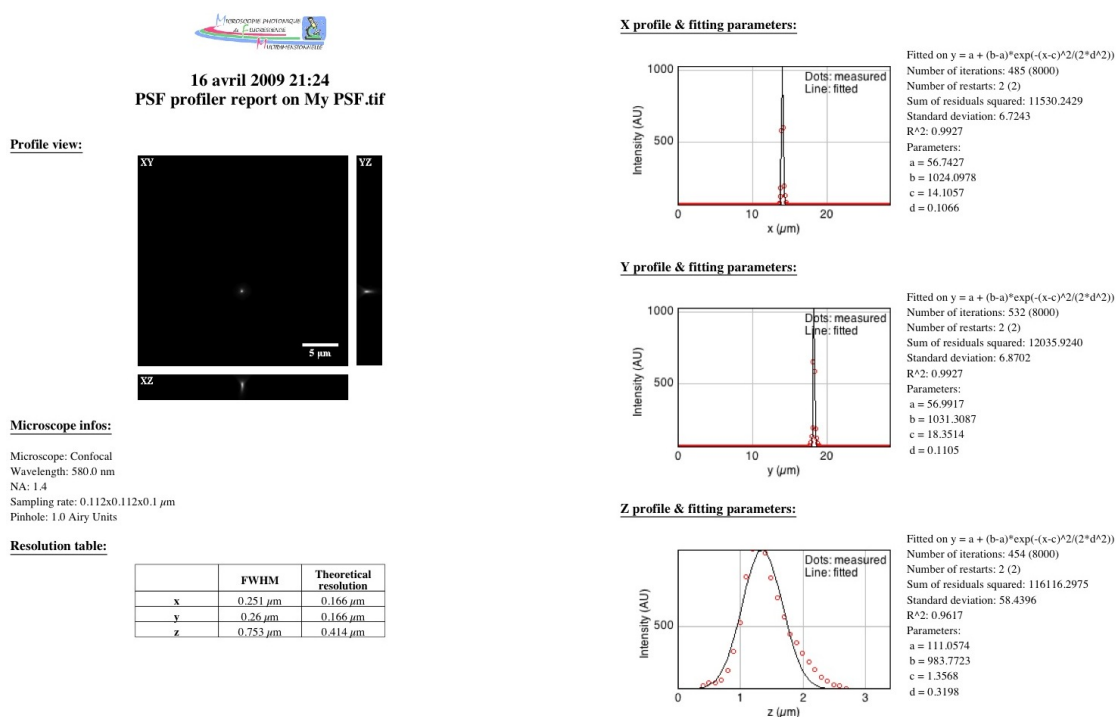 MICROSCOPIE PHOTONIQUE
de FLUORESCENCE
MULTIDIMENSIONNELLE
16 avril 2009 21:24
PSF profiler report on My PSF.tif
Profile view:
XY
YZ
5 µm
XZ
Microscope infos:
Microscope: Confocal
Wavelength: 580.0 nm
NA: 1.4
Sampling rate: 0.112x0.112x0.1 µm
Pinhole: 1.0 Airy Units
Resolution table:
FWHM Theoretical
resolution
x 0.251 µm 0.166 µm
y 0.26 µm 0.166 µm
z 0.753 µm 0.414 µm
X profile & fitting parameters:
1000
500
Intensity (AU)
Dots: measured
Line: fitted
0 10 20
x (µm)
Fitted on y = a + (b-a)*exp(-(x-c)^2/(2*d^2))
Number of iterations: 485 (8000)
Number of restarts: 2 (2)
Sum of residuals squared: 11530.2429
Standard deviation: 6.7243
R^2: 0.9927
Parameters:
a = 56.7427
b = 1024.0978
c = 14.1057
d = 0.1066
Y profile & fitting parameters:
1000
500
Intensity (AU)
Dots: measured
Line: fitted
0 10 20
y (µm)
Fitted on y = a + (b-a)*exp(-(x-c)^2/(2*d^2))
Number of iterations: 532 (8000)
Number of restarts: 2 (2)
Sum of residuals squared: 12035.9240
Standard deviation: 6.8702
R^2: 0.9927
Parameters:
a = 56.9917
b = 1031.3087
c = 18.3514
d = 0.1105
Z profile & fitting parameters:
500
Intensity (AU)
Dots: measured
Line: fitted
0 1 2 3
z (µm)
Fitted on y = a + (b-a)*exp(-(x-c)^2/(2*d^2))
Number of iterations: 454 (8000)
Number of restarts: 2 (2)
Sum of residuals squared: 116116.2975
Standard deviation: 58.4396
R^2: 0.9617
Parameters:
a = 111.0574
b = 983.7723
c = 1.3568
d = 0.3198